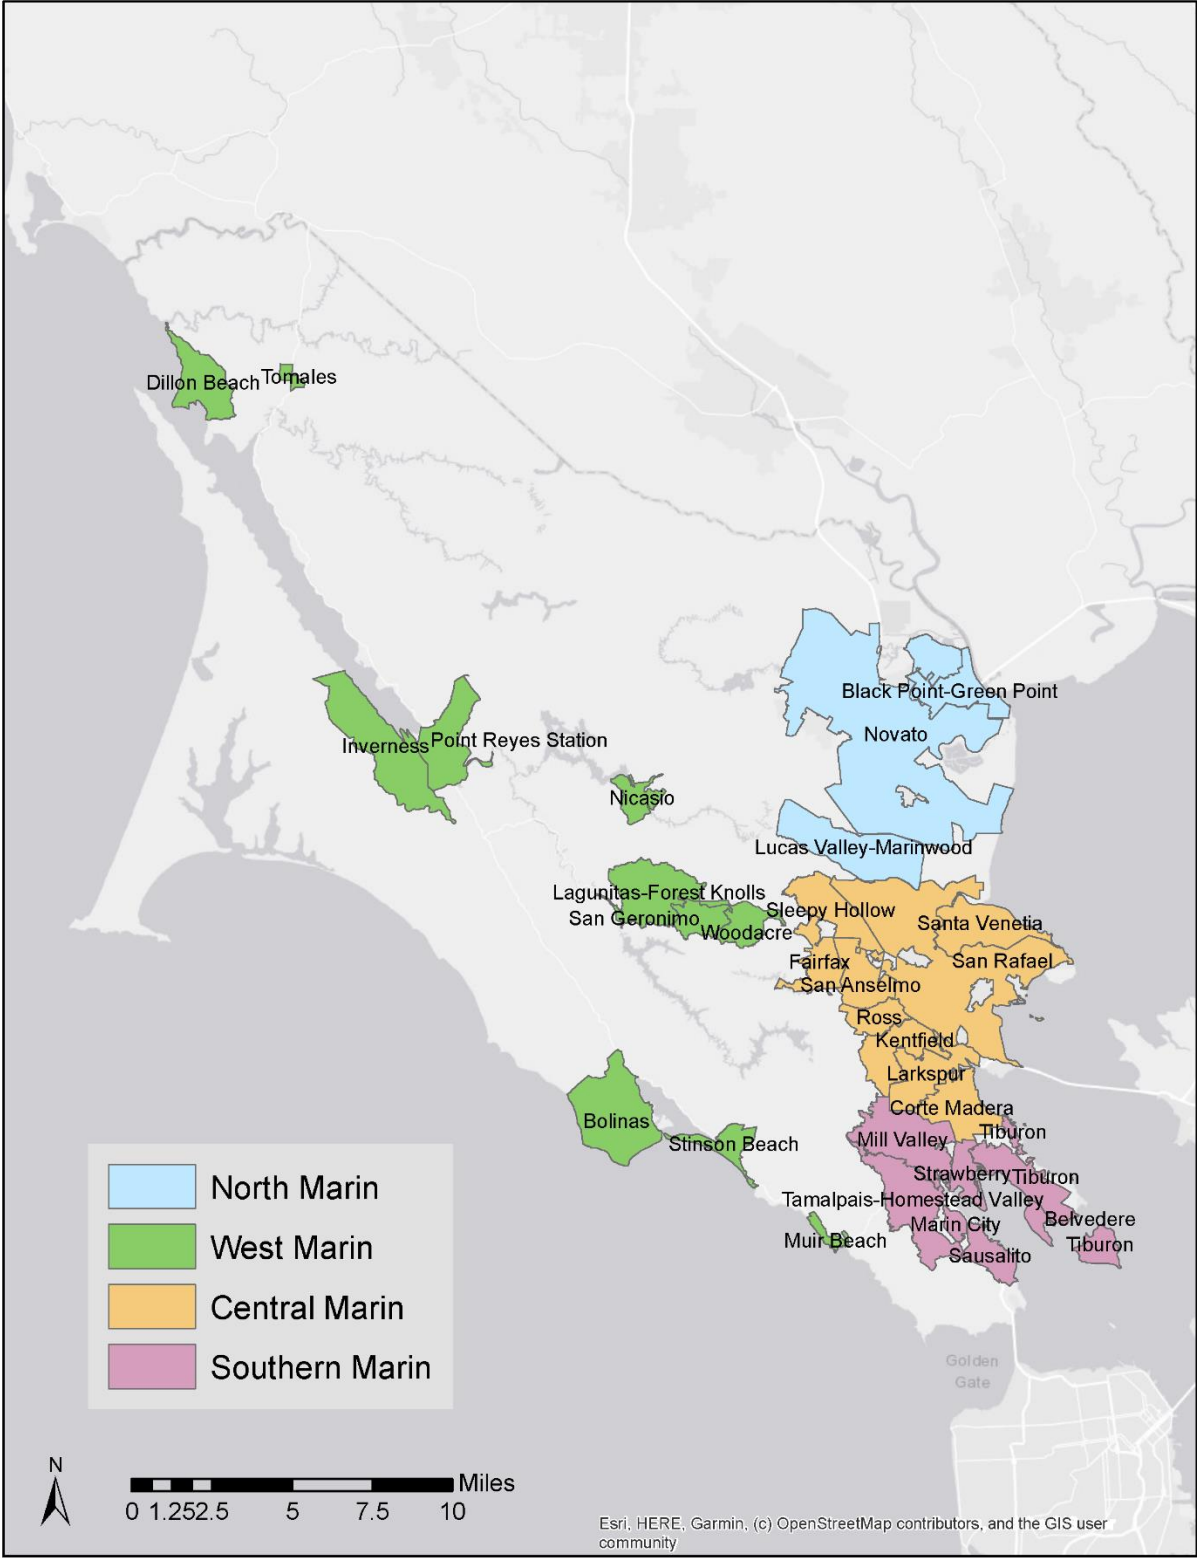 Dillon Beach
Tomales
Black Point-Green Point
Novato
Inverness
Point Reyes Station
Nicasio
Lucas Valley-Marinwood
Lagunitas-Forest Knolls
San Geronimo
Woodacre
Sleepy Hollow
Santa Venetia
Fairfax
San Rafael
San Anselmo
Ross
Kentfield
Larkspur
Corte Madera
Bolinas
Stinson Beach
Mill Valley
Tiburon
Strawberry
Tiburon
Tamalpais-Homestead Valley
Marin City
Belvedere
Muir Beach
Sausalito
Tiburon
North Marin
West Marin
Central Marin
Southern Marin
Golden
Gate
N
Miles
0 1.25 2.5 5 7.5 10
Esri, HERE, Garmin, (c) OpenStreetMap contributors, and the GIS user
community